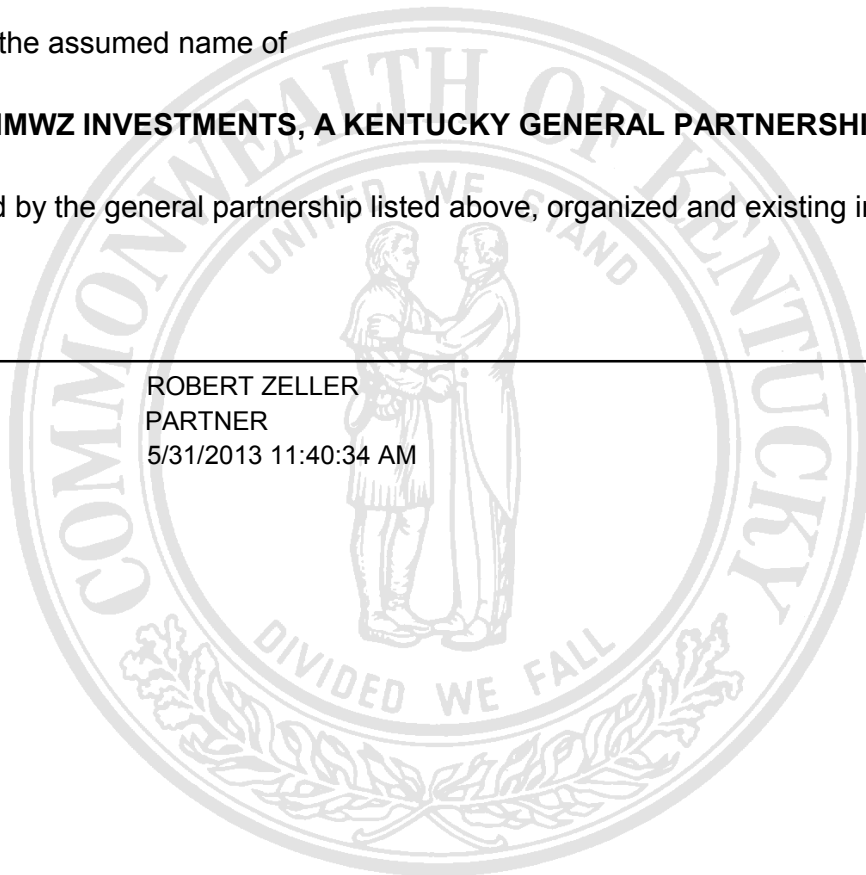 the assumed name of
MWZ INVESTMENTS, A KENTUCKY GENERAL PARTNERSHI
by the general partnership listed above, organized and existing
ROBERT ZELLER
PARTNER
5/31/2013 11:40:34 AM
COMMONWEALTH OF KENTUCKY
UNITED WE STAND
DIVIDED WE FALL